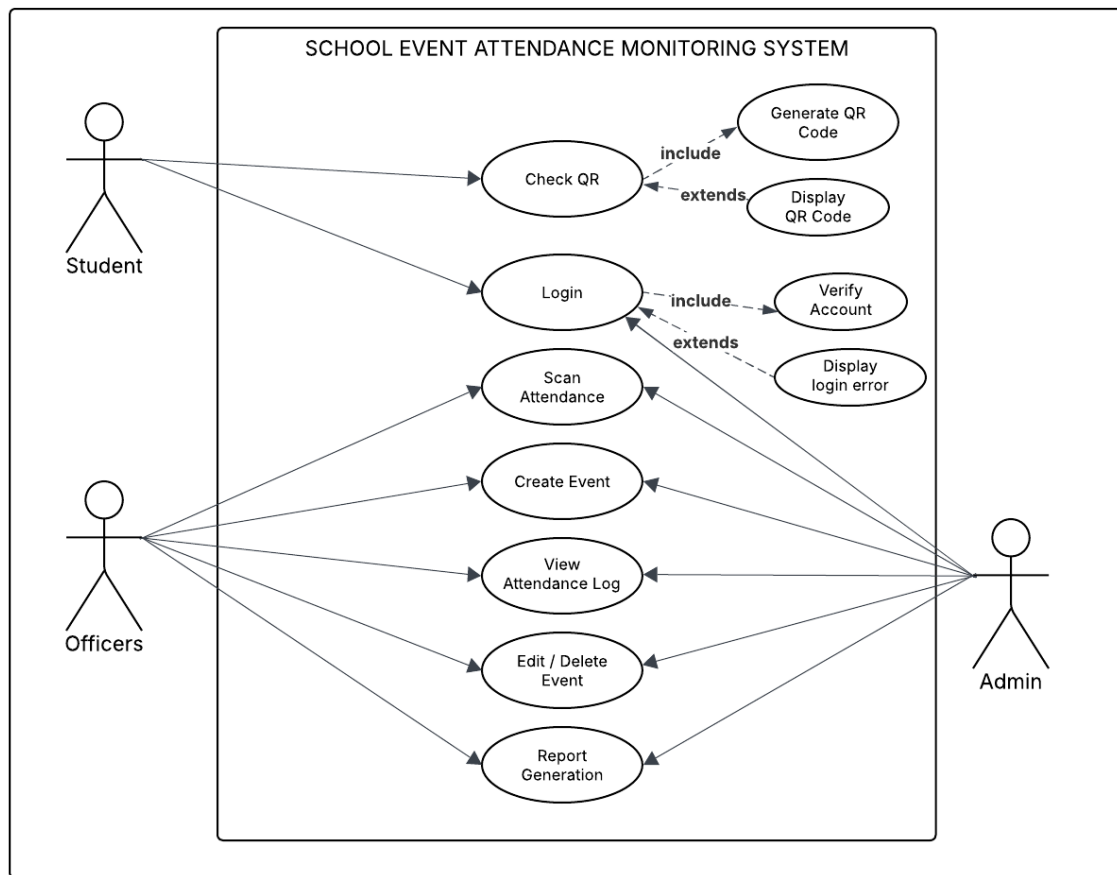 SCHOOL EVENT ATTENDANCE MONITORING SYSTEM
Generate QR
Code
include
Check QR
extends
Display
QR Code
Student
Login
include
Verify
Account
extends
Display
login error
Scan
Attendance
Create Event
View
Attendance Log
Officers
Edit / Delete
Event
Admin
Report
Generation